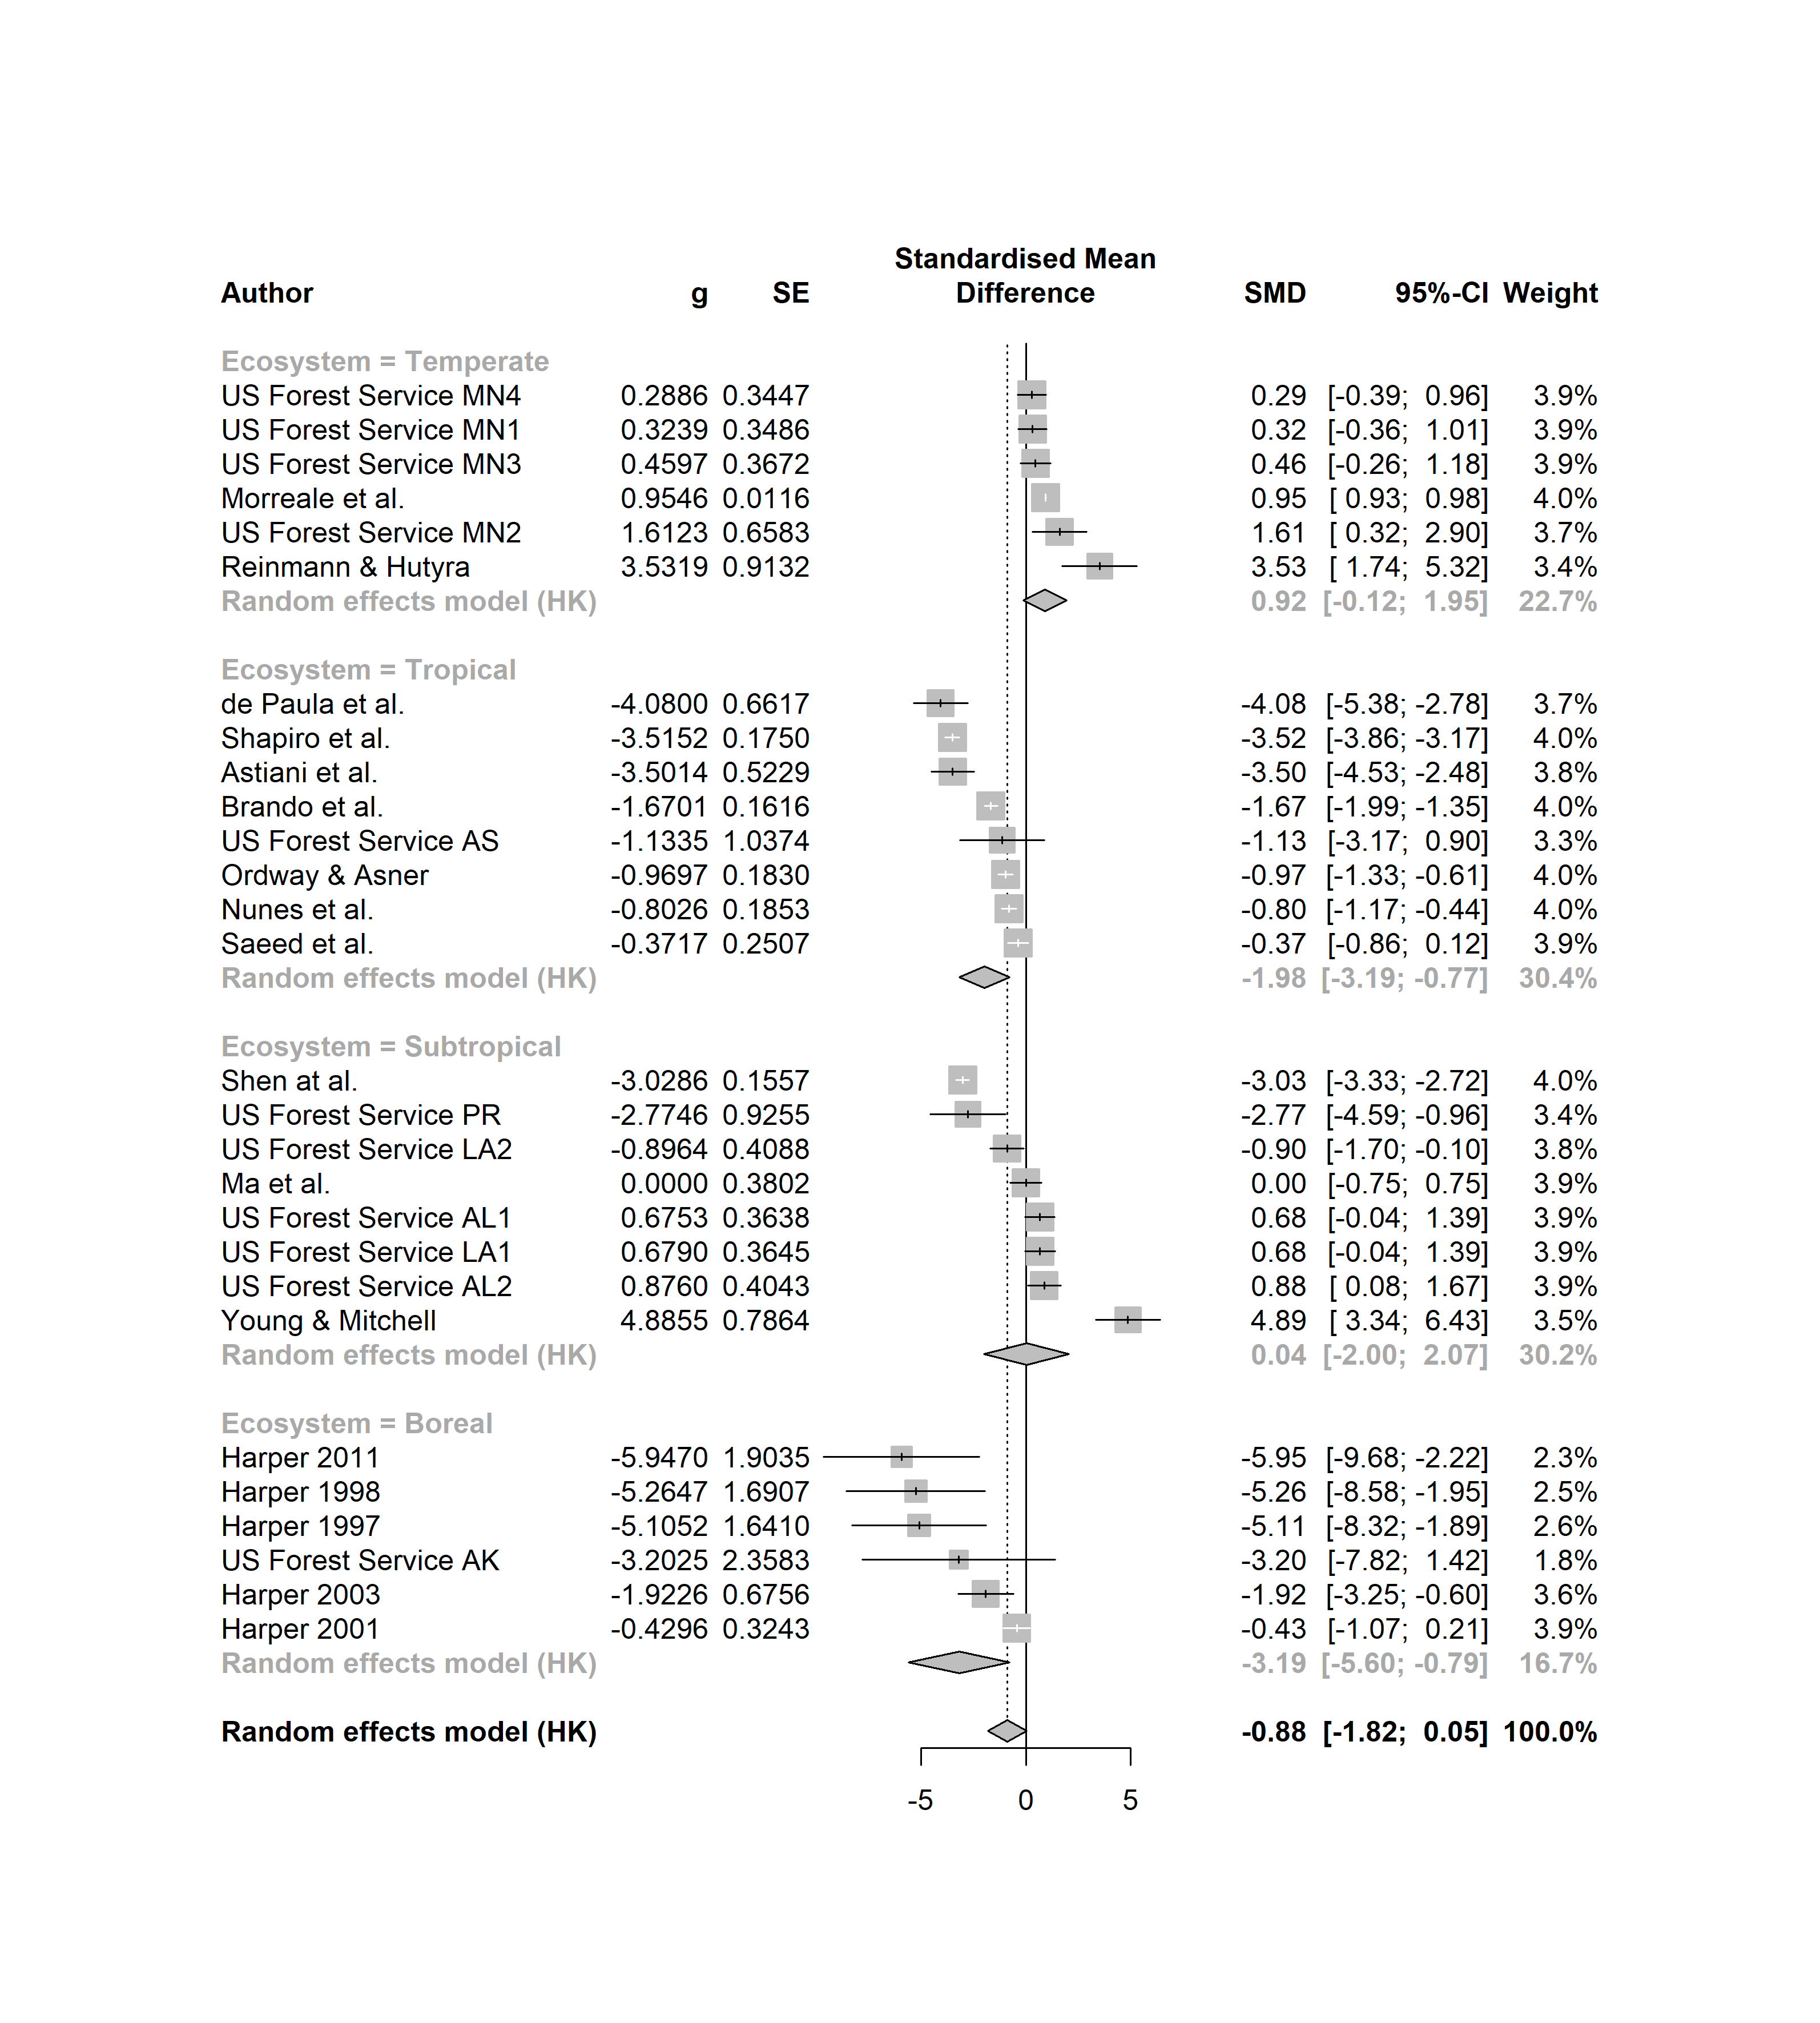 Standardised Mean
Author g SE Difference SMD 95%-CI Weight
Ecosystem = Temperate
US Forest Service MN4 0.2886 0.3447 0.29 [-0.39; 0.96] 3.9%
US Forest Service MN1 0.3239 0.3486 0.32 [-0.36; 1.01] 3.9%
US Forest Service MN3 0.4597 0.3672 0.46 [-0.26; 1.18] 3.9%
Morreale et al. 0.9546 0.0116 0.95 [ 0.93; 0.98] 4.0%
US Forest Service MN2 1.6123 0.6583 1.61 [ 0.32; 2.90] 3.7%
Reinmann & Hutyra 3.5319 0.9132 3.53 [ 1.74; 5.32] 3.4%
Random effects model (HK) 0.92 [-0.12; 1.95] 22.7%
Ecosystem = Tropical
de Paula et al. -4.0800 0.6617 -4.08 [-5.38; -2.78] 3.7%
Shapiro et al. -3.5152 0.1750 -3.52 [-3.86; -3.17] 4.0%
Astiani et al. -3.5014 0.5229 -3.50 [-4.53; -2.48] 3.8%
Brando et al. -1.6701 0.1616 -1.67 [-1.99; -1.35] 4.0%
US Forest Service AS -1.1335 1.0374 -1.13 [-3.17; 0.90] 3.3%
Ordway & Asner -0.9697 0.1830 -0.97 [-1.33; -0.61] 4.0%
Nunes et al. -0.8026 0.1853 -0.80 [-1.17; -0.44] 4.0%
Saeed et al. -0.3717 0.2507 -0.37 [-0.86; 0.12] 3.9%
Random effects model (HK) -1.98 [-3.19; -0.77] 30.4%
Ecosystem = Subtropical
Shen at al. -3.0286 0.1557 -3.03 [-3.33; -2.72] 4.0%
US Forest Service PR -2.7746 0.9255 -2.77 [-4.59; -0.96] 3.4%
US Forest Service LA2 -0.8964 0.4088 -0.90 [-1.70; -0.10] 3.8%
Ma et al. 0.0000 0.3802 0.00 [-0.75; 0.75] 3.9%
US Forest Service AL1 0.6753 0.3638 0.68 [-0.04; 1.39] 3.9%
US Forest Service LA1 0.6790 0.3645 0.68 [-0.04; 1.39] 3.9%
US Forest Service AL2 0.8760 0.4043 0.88 [ 0.08; 1.67] 3.9%
Young & Mitchell 4.8855 0.7864 4.89 [ 3.34; 6.43] 3.5%
Random effects model (HK) 0.04 [-2.00; 2.07] 30.2%
Ecosystem = Boreal
Harper 2011 -5.9470 1.9035 -5.95 [-9.68; -2.22] 2.3%
Harper 1998 -5.2647 1.6907 -5.26 [-8.58; -1.95] 2.5%
Harper 1997 -5.1052 1.6410 -5.11 [-8.32; -1.89] 2.6%
US Forest Service AK -3.2025 2.3583 -3.20 [-7.82; 1.42] 1.8%
Harper 2003 -1.9226 0.6756 -1.92 [-3.25; -0.60] 3.6%
Harper 2001 -0.4296 0.3243 -0.43 [-1.07; 0.21] 3.9%
Random effects model (HK) -3.19 [-5.60; -0.79] 16.7%
Random effects model (HK) -0.88 [-1.82; 0.05] 100.0%
-5 0 5